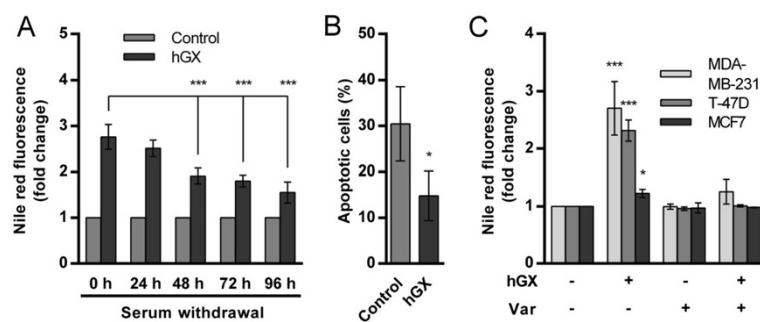 A
Nile red fluorescence
(fold change)
5
4
3
2
1
0
Control
hGX
*** *** ***
0 h 24 h 48 h 72 h 96 h
Serum withdrawal
B
Apoptotic cells (%)
50
40
30
20
10
0
*
Control
hGX
C
Nile red fluorescence
(fold change)
5
4
3
2
1
0
MDA-
MB-231
T-47D
MCF7
***
***
*
hGX - + - +
Var - - + +